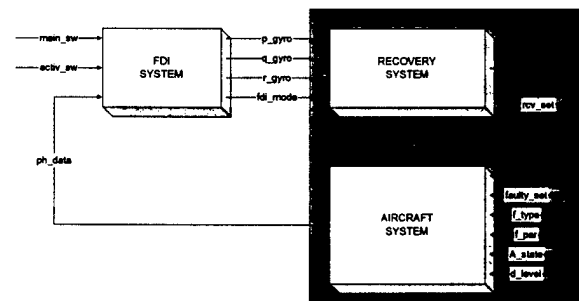 main_sw
activ_sw
ph_data
FDI
SYSTEM
p_gyro
q_gyro
r_gyro
fdi_mode
RECOVERY
SYSTEM
rcv_set
AIRCRAFT
SYSTEM
faulty_set
f_type
f_par
A_state
d_level